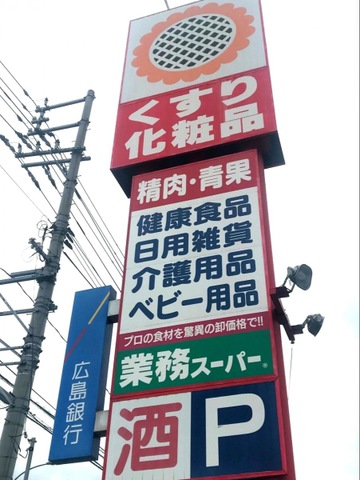 くすり
化粧品
精肉・青果
健康食品
日用雑貨
介護用品
ベビー用品
プロの食材を驚異の卸価格で!!
業務スーパー®
酒 P
広島銀行